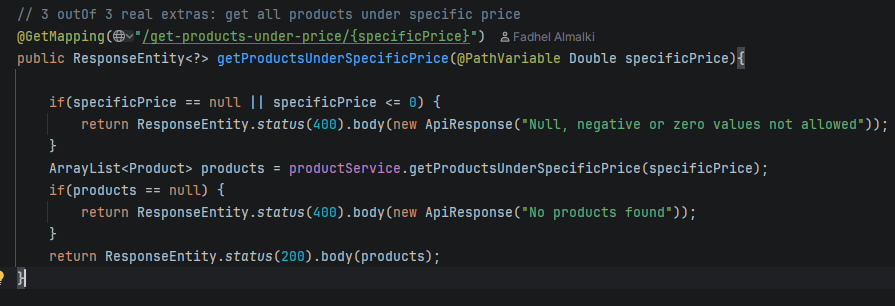 // 3 outOf 3 real extras: get all products under specific price
@GetMapping("/get-products-under-price/{specificPrice}") Fadhel Almalki
public ResponseEntity<?> getProductsUnderSpecificPrice(@PathVariable Double specificPrice){
if(specificPrice == null || specificPrice <= 0) {
return ResponseEntity.status(400).body(new ApiResponse("Null, negative or zero values not allowed"));
}
ArrayList<Product> products = productService.getProductsUnderSpecificPrice(specificPrice);
if(products == null) {
return ResponseEntity.status(400).body(new ApiResponse("No products found"));
}
return ResponseEntity.status(200).body(products);
}